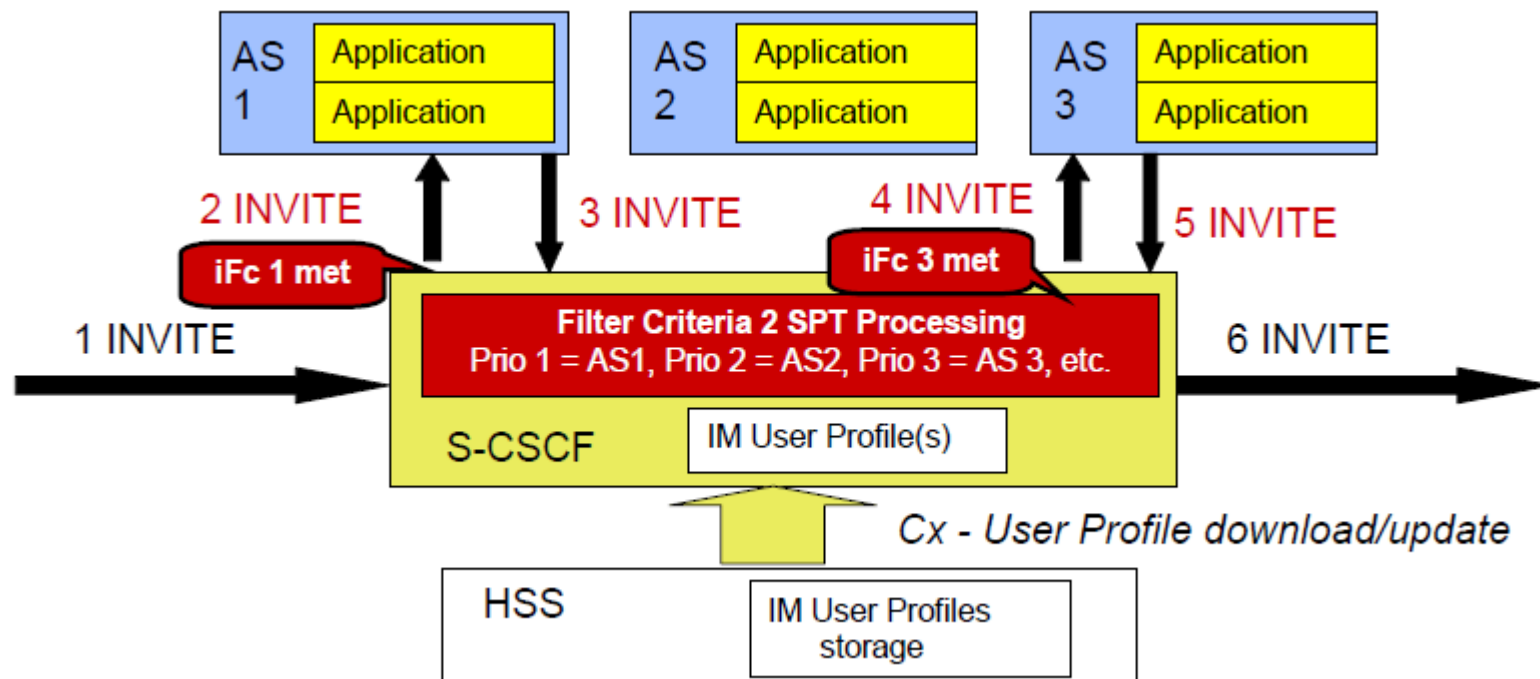 AS
1
Application
Application
AS
2
Application
Application
AS
3
Application
Application
2 INVITE
3 INVITE
4 INVITE
5 INVITE
iFc 1 met
iFc 3 met
1 INVITE
Filter Criteria 2 SPT Processing
Prio 1 = AS1, Prio 2 = AS2, Prio 3 = AS 3, etc.
6 INVITE
S-CSCF
IM User Profile(s)
Cx - User Profile download/update
HSS
IM User Profiles
storage